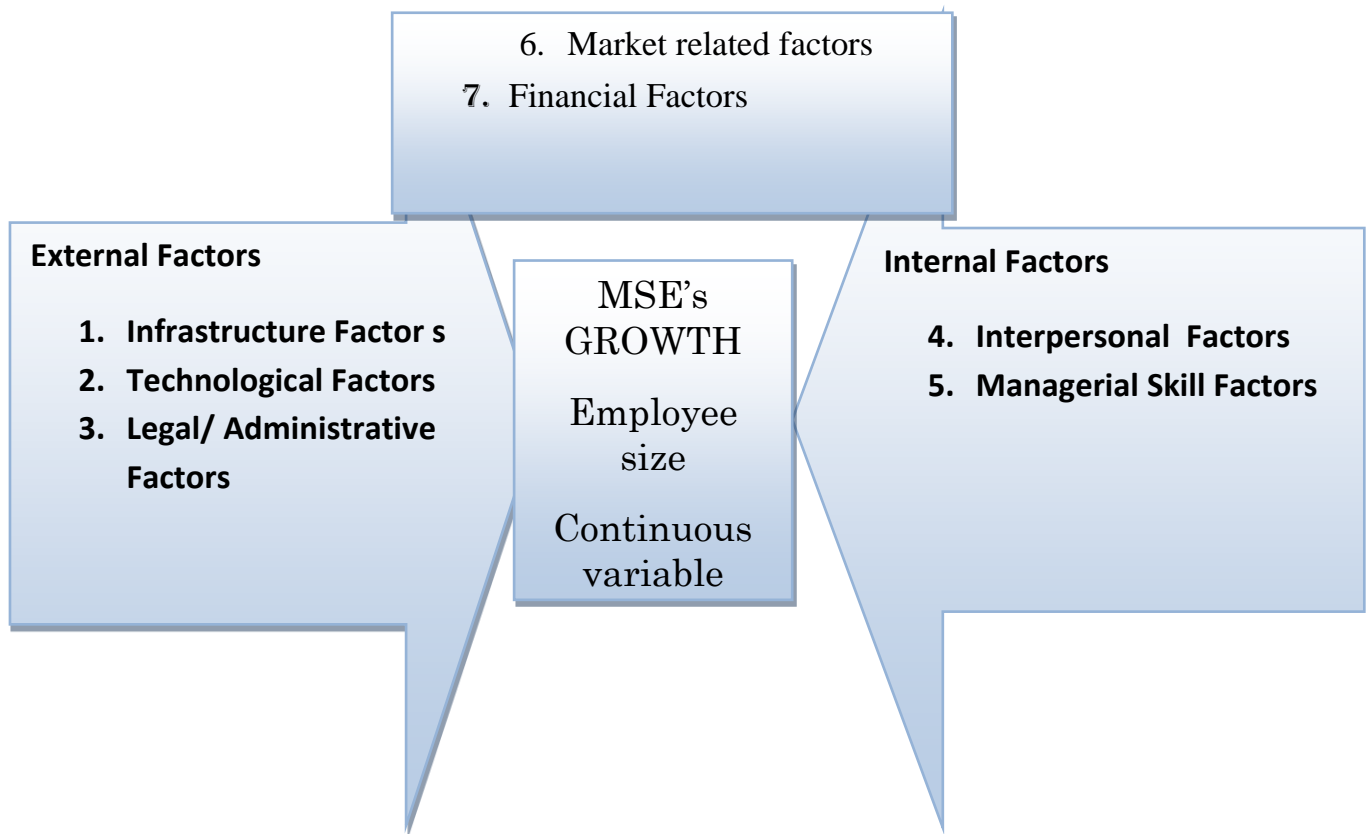 6. Market related factors
7. Financial Factors
External Factors
1. Infrastructure Factor s
2. Technological Factors
3. Legal/ Administrative
Factors
MSE’s
GROWTH
Employee
size
Continuous
variable
Internal Factors
4. Interpersonal Factors
5. Managerial Skill Factors